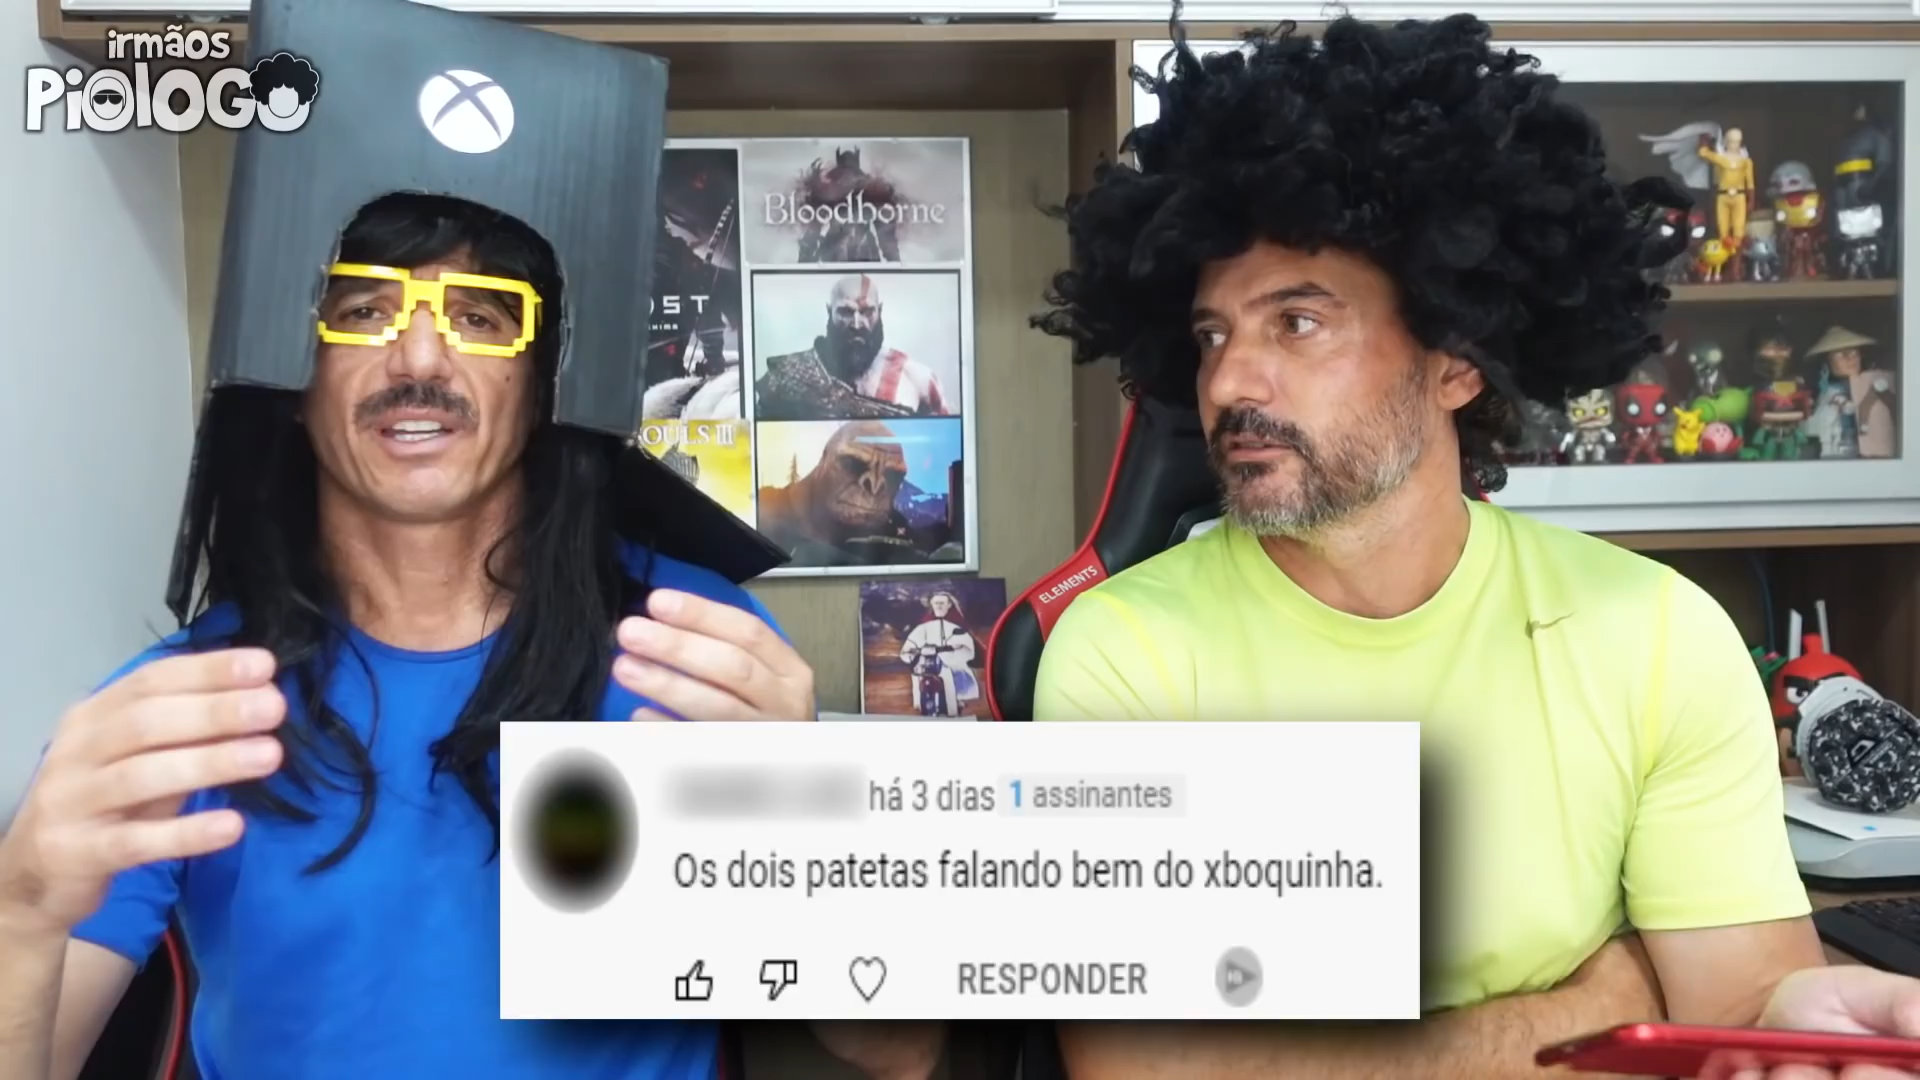 irmãos
PiOLOGO
Bloodborne
OST
OULS III
ELEMENTS
há 3 dias 1 assinantes
Os dois patetas falando bem do xboquinha.
RESPONDER